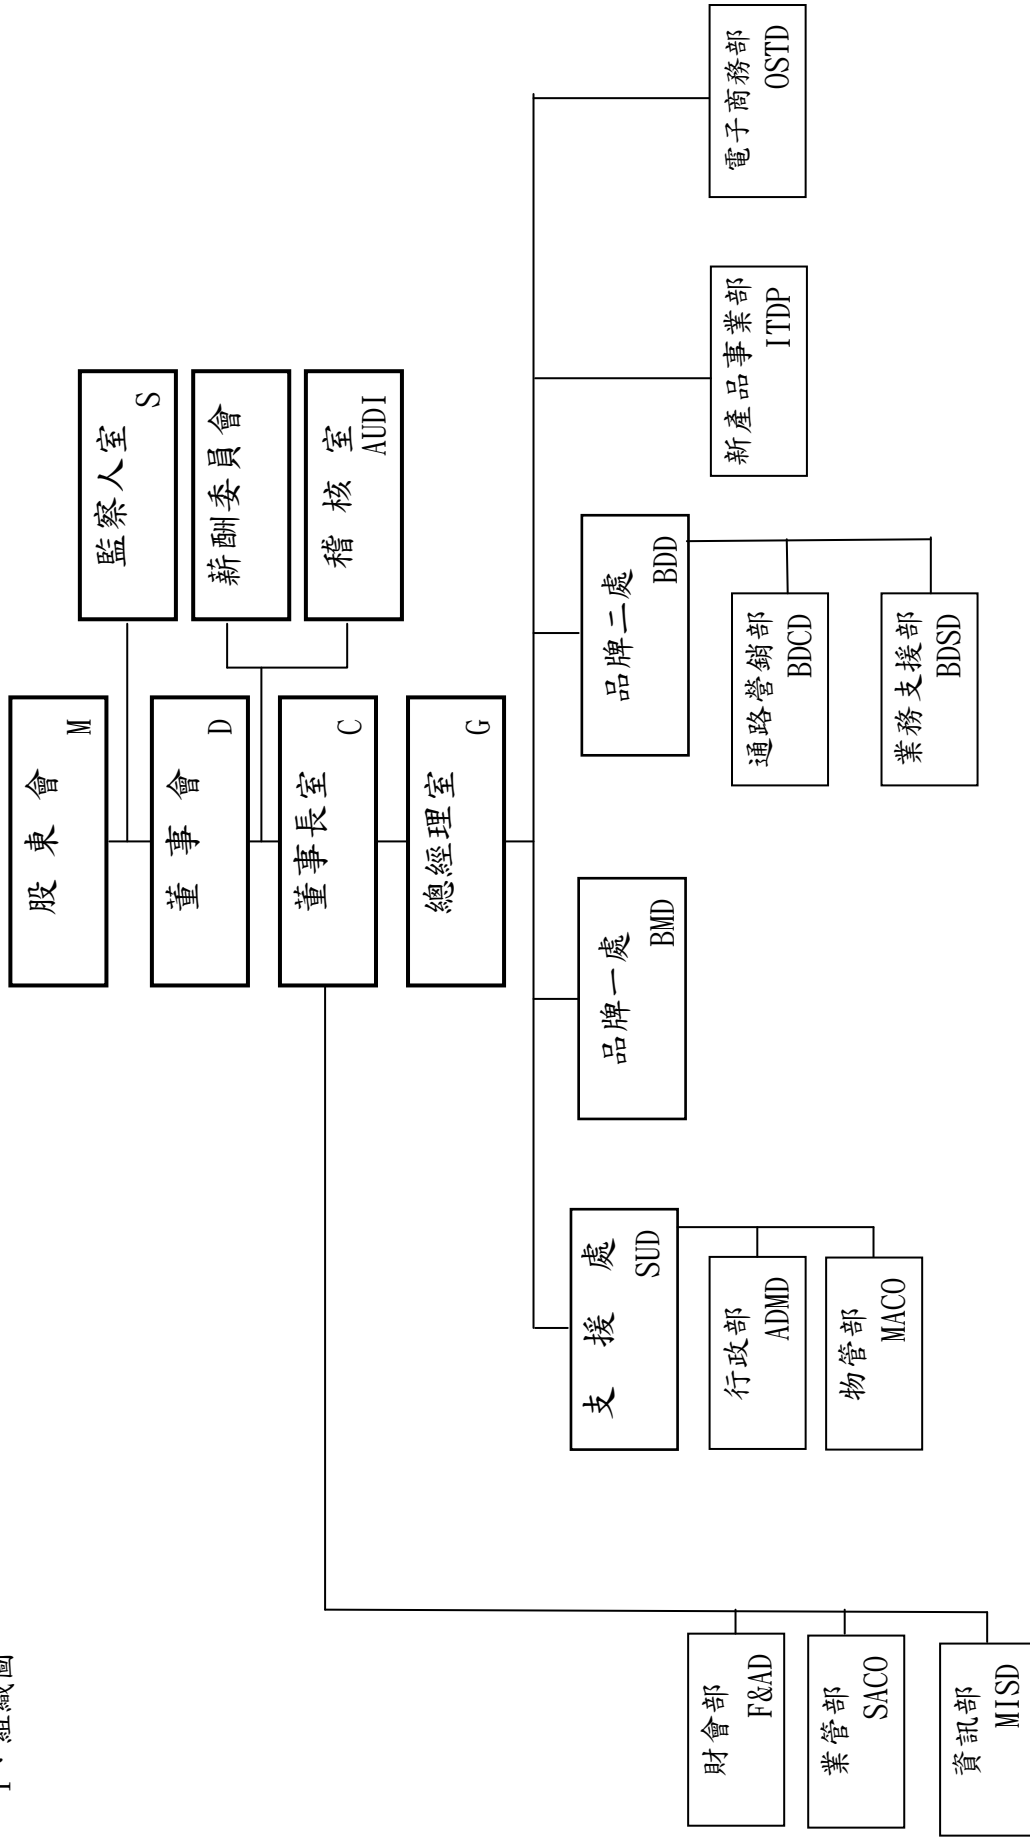 1、組織圖
股東會
M
監察人室
S
董事會
D
薪酬委員會
稽核室
AUDI
董事長室
C
總經理室
G
財會部
F&AD
業管部
SACO
資訊部
MISD
支援處
SUD
行政部
ADMD
物管部
MACO
品牌一處
BMD
品牌二處
BDD
通路營銷部
BDCD
業務支援部
BDSD
新產品事業部
ITDP
電子商務部
OSTD